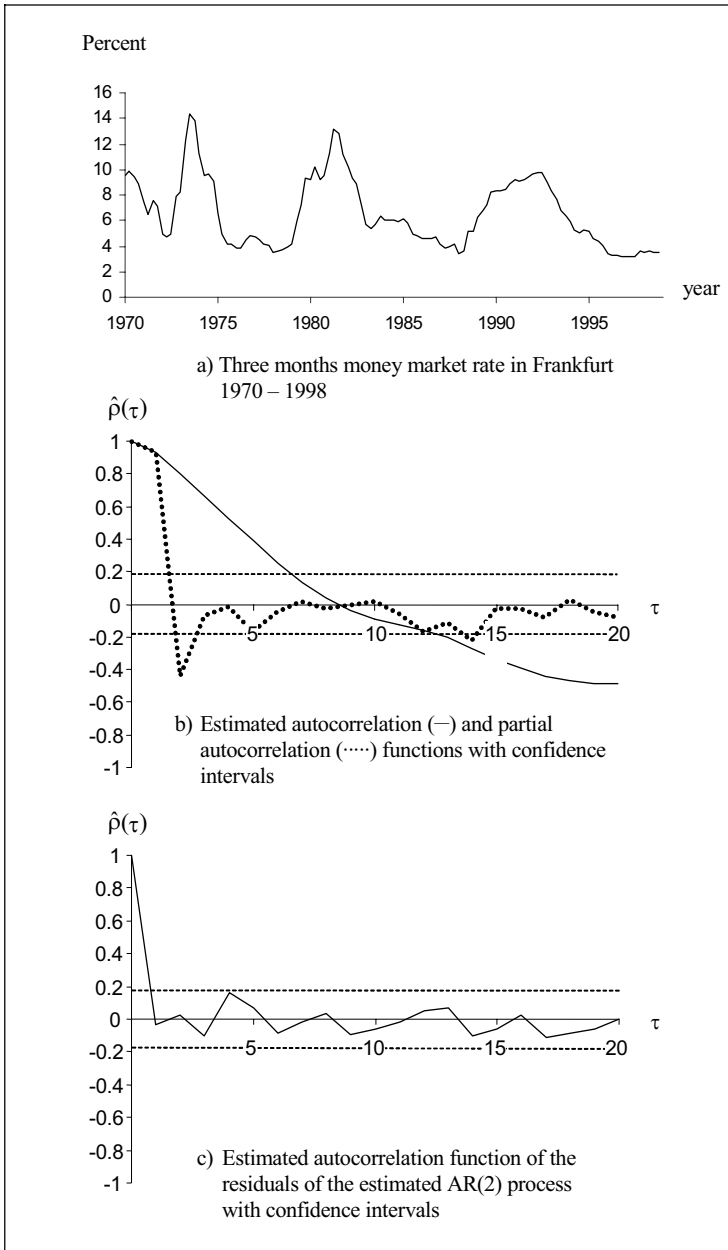 Percent
16
14
12
10
8
6
4
2
0
1970 1975 1980 1985 1990 1995
year
a) Three months money market rate in Frankfurt
1970 – 1998
ρ̂(τ)
1
0.8
0.6
0.4
0.2
0
-0.2
-0.4
-0.6
-0.8
-1
5 10 15 20
τ
b) Estimated autocorrelation (—) and partial
autocorrelation (·····) functions with confidence
intervals
ρ̂(τ)
1
0.8
0.6
0.4
0.2
0
-0.2
-0.4
-0.6
-0.8
-1
5 10 15 20
τ
c) Estimated autocorrelation function of the
residuals of the estimated AR(2) process
with confidence intervals